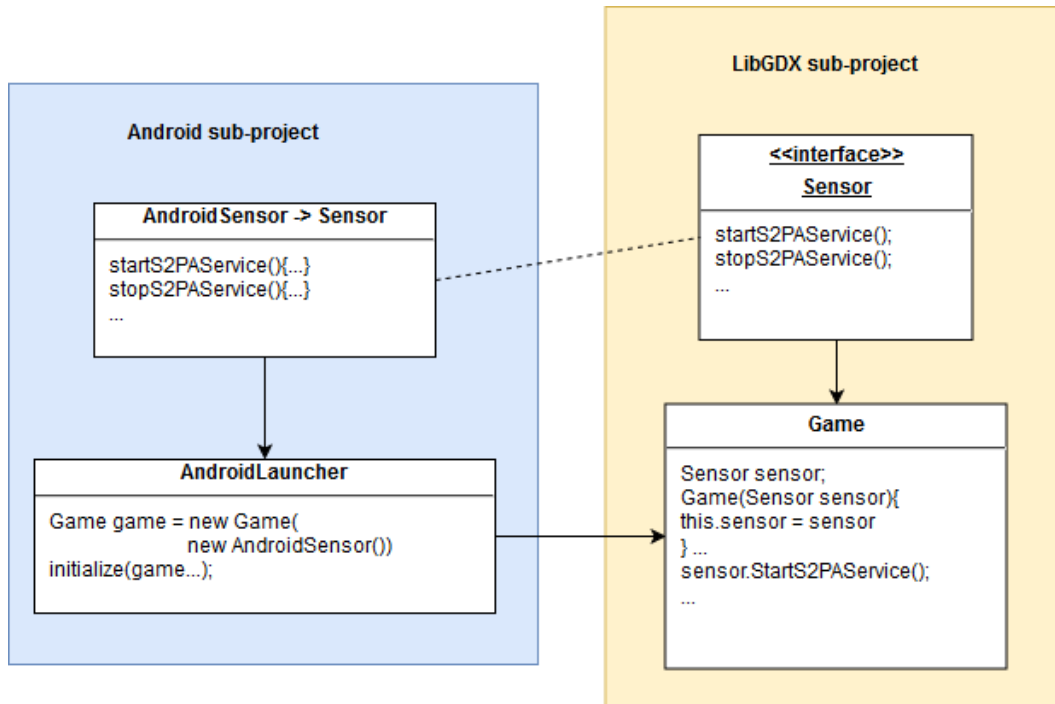 Android sub-project
AndroidSensor -> Sensor
startS2PAService(){...}
stopS2PAService(){...}
...
AndroidLauncher
Game game = new Game(
new AndroidSensor())
initialize(game...);
LibGDX sub-project
<<interface>>
Sensor
startS2PAService();
stopS2PAService();
...
Game
Sensor sensor;
Game(Sensor sensor){
this.sensor = sensor
} ...
sensor.StartS2PAService();
...